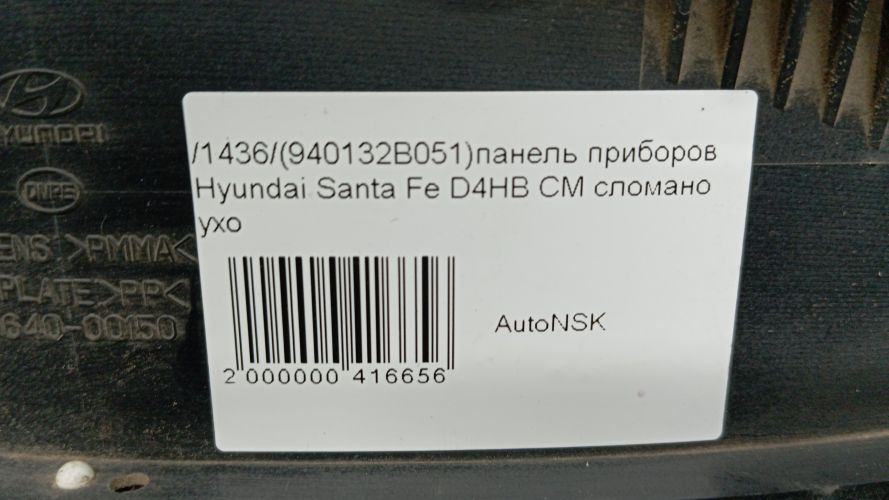 HYUNDAI
/1436/(940132B051)панель приборов
Hyundai Santa Fe D4HB CM сломано
ухо
ENS >PMMA<
PLATE>PP<
640-00150
AutoNSK
2 000000 416656